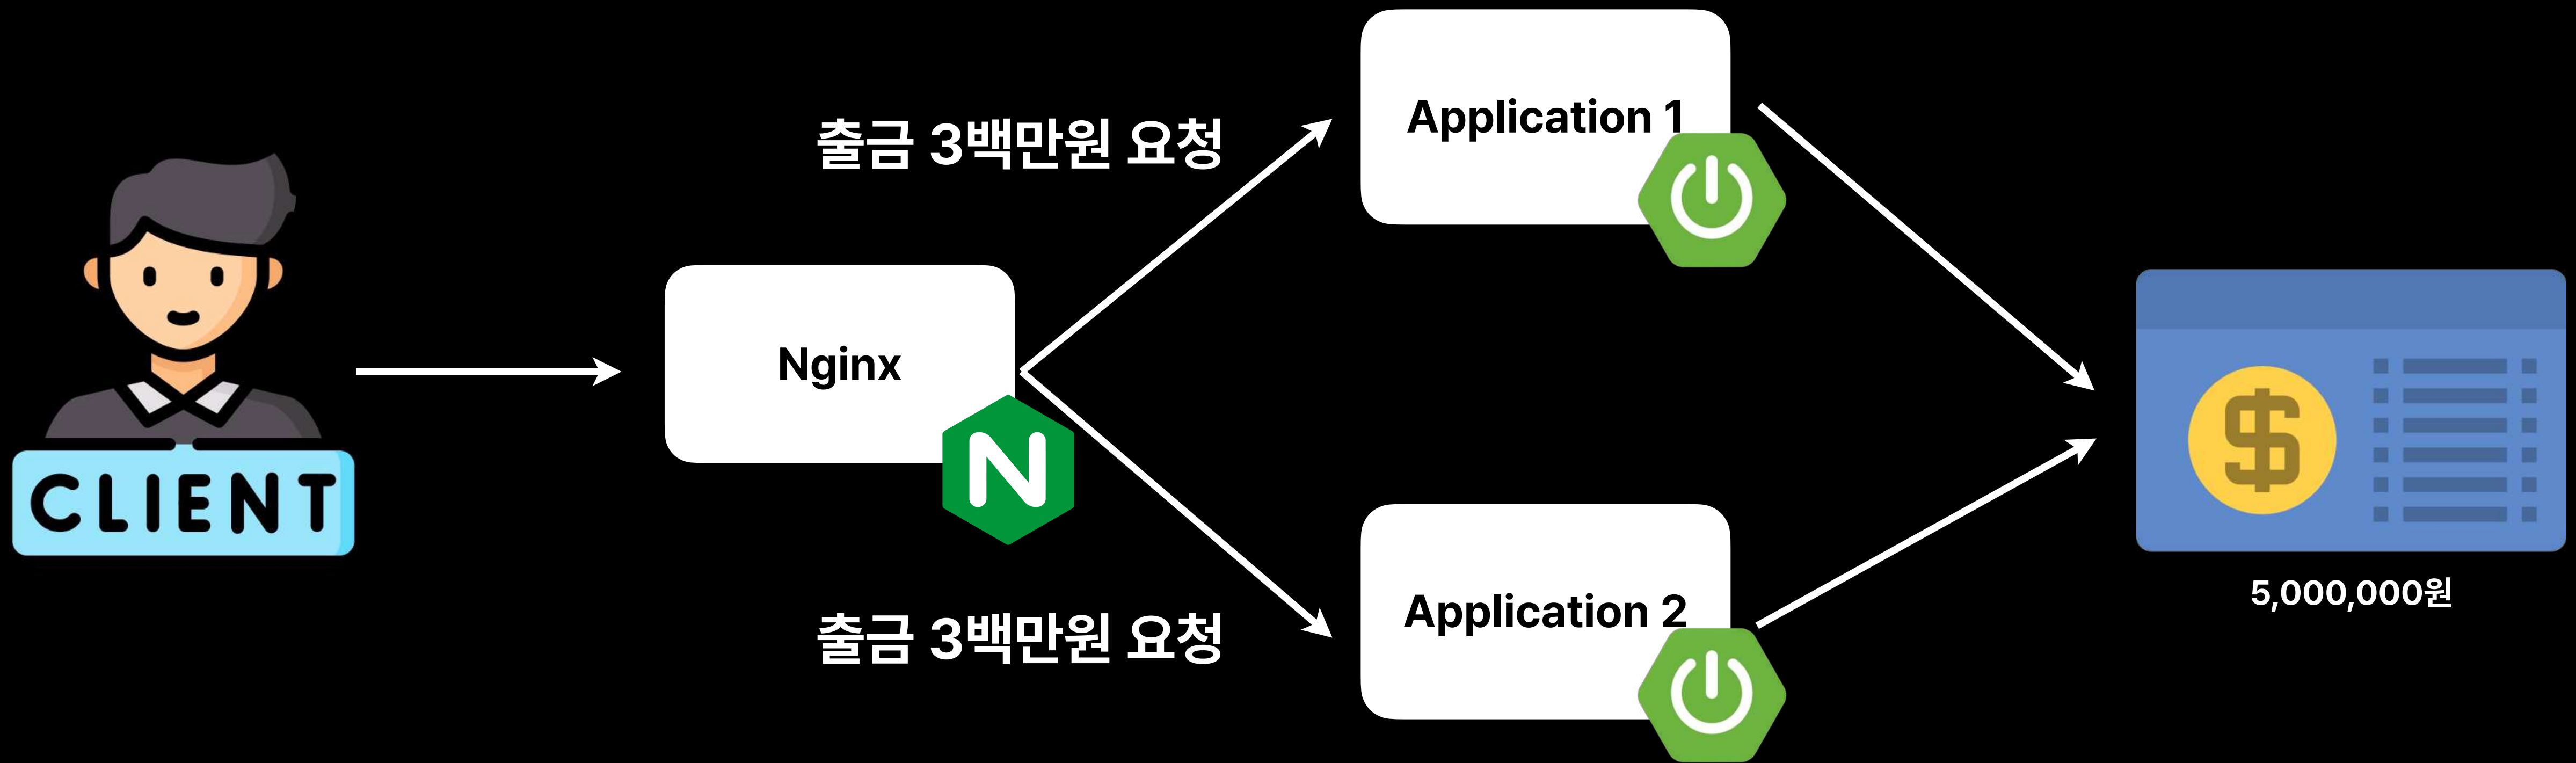 CLIENT
Nginx
N
출금 3백만원 요청
출금 3백만원 요청
Application 1
Application 2
$
5,000,000원